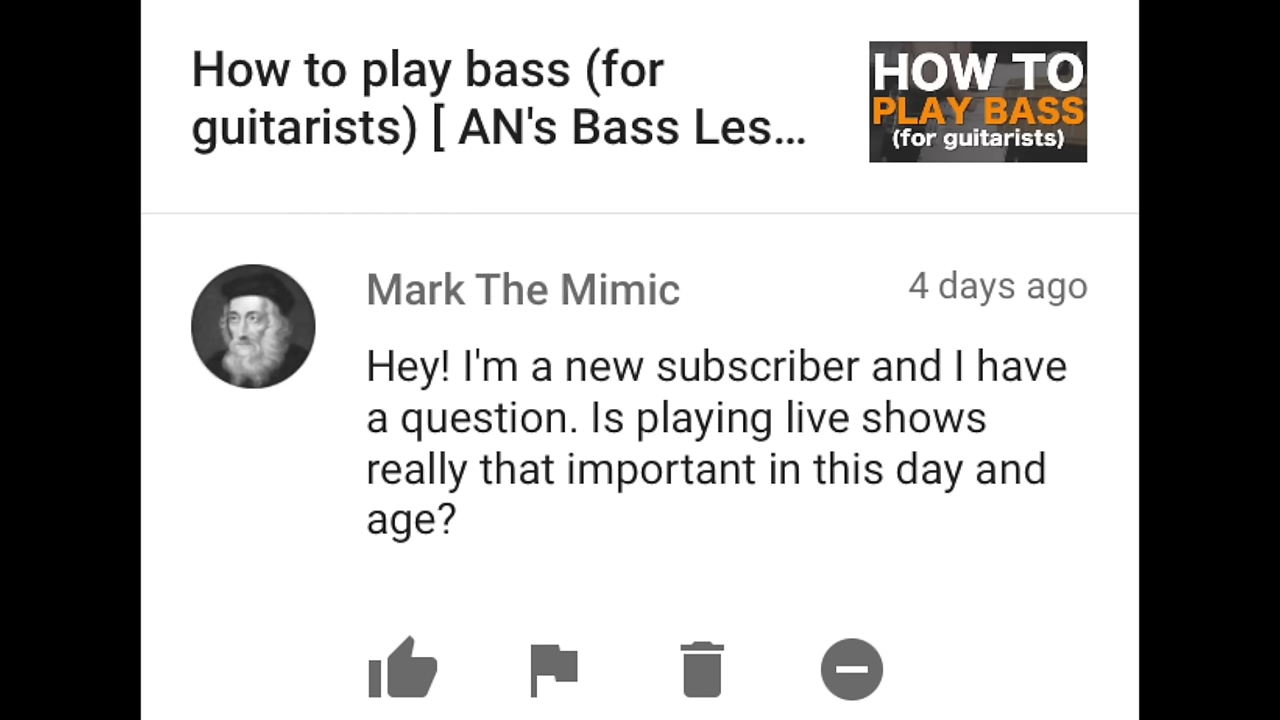 How to play bass (for
guitarists) [ AN's Bass Les...
HOW TO
PLAY BASS
(for guitarists)
Mark The Mimic
4 days ago
Hey! I'm a new subscriber and I have
a question. Is playing live shows
really that important in this day and
age?